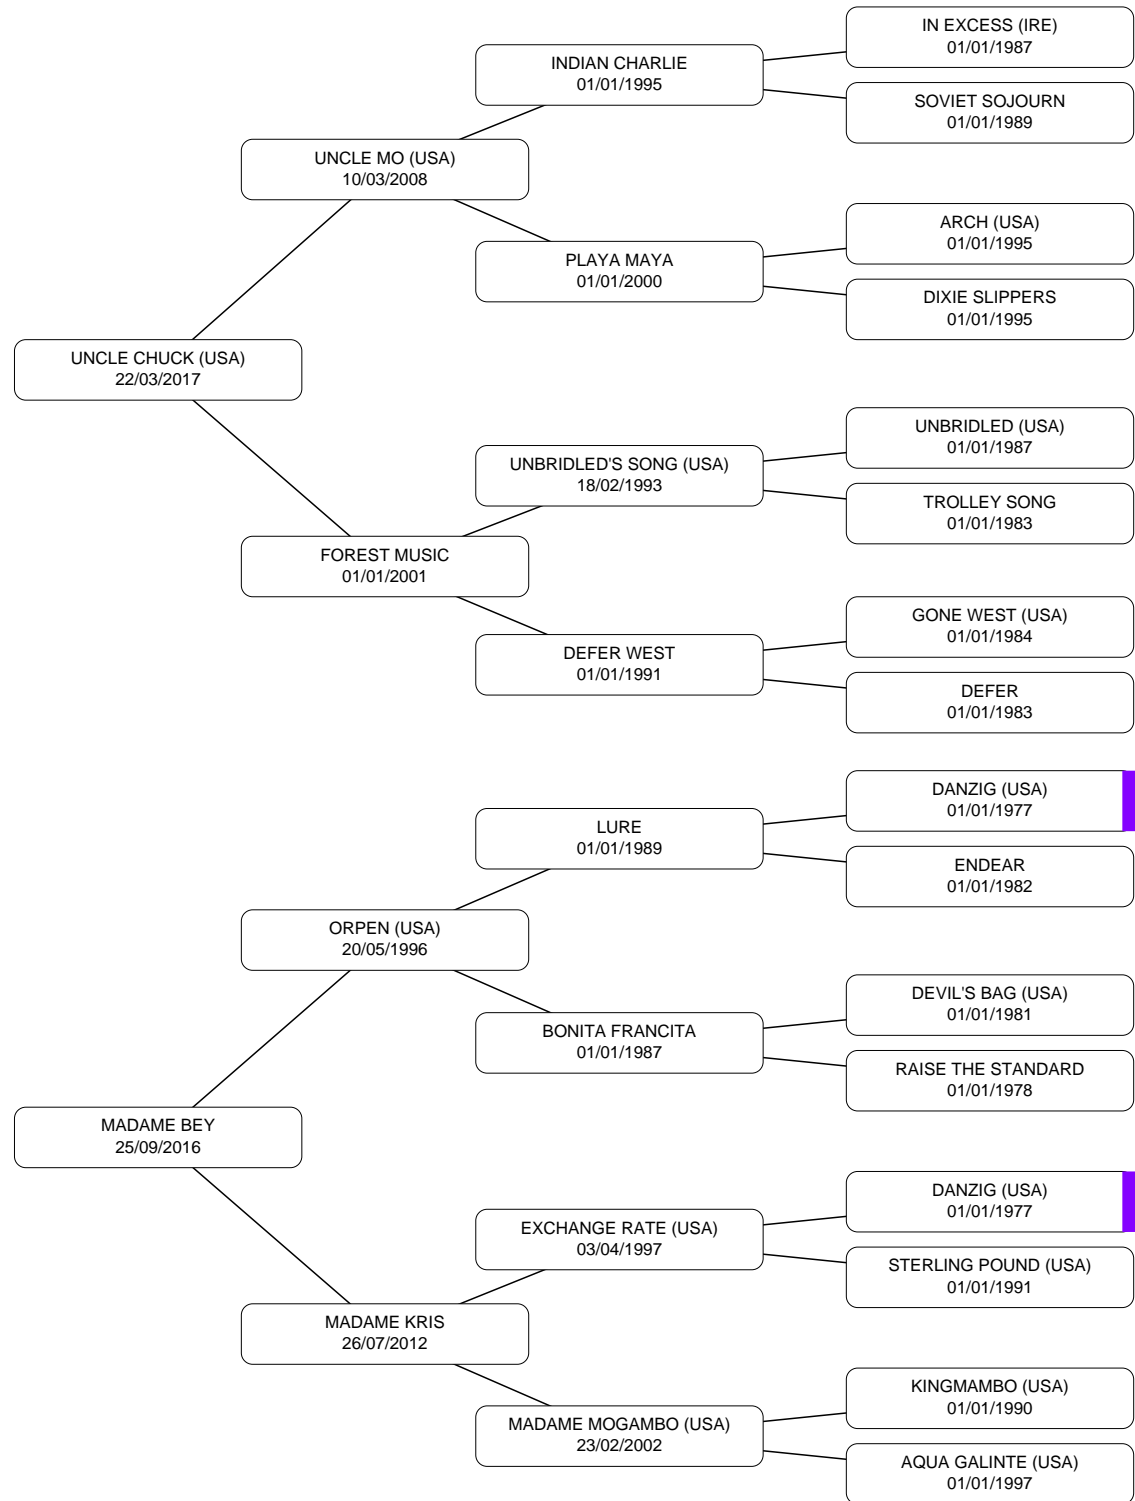 IN EXCESS (IRE)
01/01/1987
INDIAN CHARLIE
01/01/1995
SOVIET SOJOURN
01/01/1989
UNCLE MO (USA)
10/03/2008
ARCH (USA)
01/01/1995
PLAYA MAYA
01/01/2000
DIXIE SLIPPERS
01/01/1995
UNCLE CHUCK (USA)
22/03/2017
UNBRIDLED (USA)
01/01/1987
UNBRIDLED'S SONG (USA)
18/02/1993
TROLLEY SONG
01/01/1983
FOREST MUSIC
01/01/2001
GONE WEST (USA)
01/01/1984
DEFER WEST
01/01/1991
DEFER
01/01/1983
DANZIG (USA)
01/01/1977
LURE
01/01/1989
ENDEAR
01/01/1982
ORPEN (USA)
20/05/1996
DEVIL'S BAG (USA)
01/01/1981
BONITA FRANCITA
01/01/1987
RAISE THE STANDARD
01/01/1978
MADAME BEY
25/09/2016
DANZIG (USA)
01/01/1977
EXCHANGE RATE (USA)
03/04/1997
STERLING POUND (USA)
01/01/1991
MADAME KRIS
26/07/2012
KINGMAMBO (USA)
01/01/1990
MADAME MOGAMBO (USA)
23/02/2002
AQUA GALINTE (USA)
01/01/1997